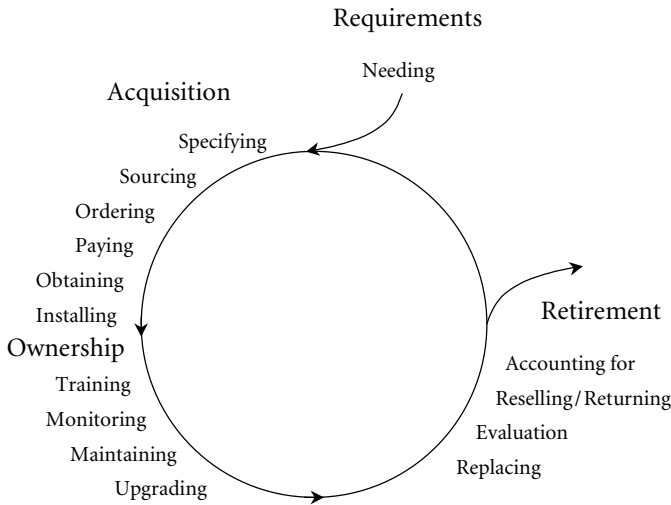 Requirements
Needing
Acquisition
Specifying
Sourcing
Ordering
Paying
Obtaining
Installing
Ownership
Training
Monitoring
Maintaining
Upgrading
Retirement
Accounting for
Reselling/Returning
Evaluation
Replacing